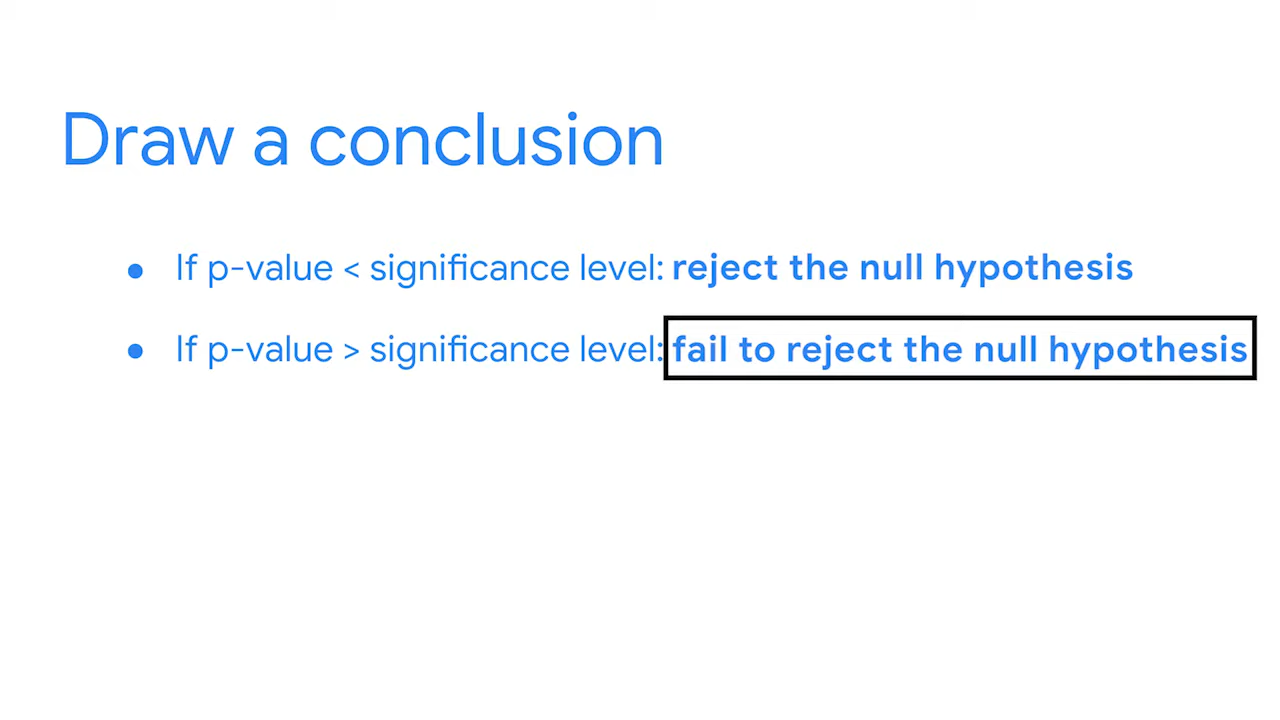 Draw a conclusion
● If p-value < significance level: reject the null hypothesis
● If p-value > significance level: fail to reject the null hypothesis